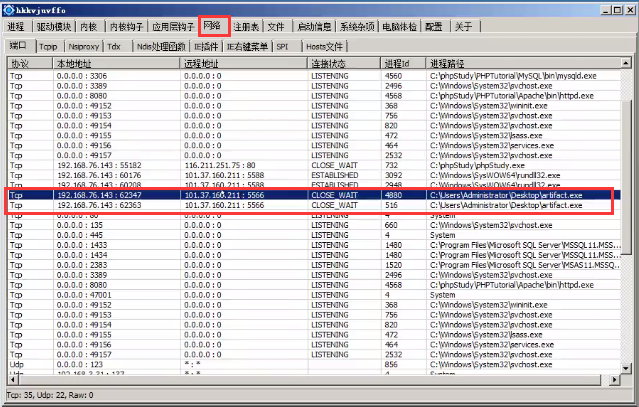 hkkvjuvffo
进程 驱动模块 内核 内核钩子 应用层钩子 网络 注册表 文件 启动信息 系统杂项 电脑体检 配置 关于
端口 Tcpip Nsiproxy Tdx Ndis处理函数 IE插件 IE右键菜单 SPI Hosts文件
协议 本地地址 远程地址 连接状态 进程Id 进程路径
Tcp 0.0.0.0 : 3306 0.0.0.0 : 0 LISTENING 4560 C:\phpStudy\PHPTutorial\MySQL\bin\mysqld.exe
Tcp 0.0.0.0 : 3389 0.0.0.0 : 0 LISTENING 2496 C:\Windows\System32\svchost.exe
Tcp 0.0.0.0 : 8080 0.0.0.0 : 0 LISTENING 4568 C:\phpStudy\PHPTutorial\Apache\bin\httpd.exe
Tcp 0.0.0.0 : 49152 0.0.0.0 : 0 LISTENING 368 C:\Windows\System32\wininit.exe
Tcp 0.0.0.0 : 49153 0.0.0.0 : 0 LISTENING 756 C:\Windows\System32\svchost.exe
Tcp 0.0.0.0 : 49154 0.0.0.0 : 0 LISTENING 820 C:\Windows\System32\svchost.exe
Tcp 0.0.0.0 : 49155 0.0.0.0 : 0 LISTENING 472 C:\Windows\System32\lsass.exe
Tcp 0.0.0.0 : 49156 0.0.0.0 : 0 LISTENING 464 C:\Windows\System32\services.exe
Tcp 0.0.0.0 : 49157 0.0.0.0 : 0 LISTENING 2532 C:\Windows\System32\svchost.exe
Tcp 192.168.76.143 : 55182 116.211.251.75 : 80 CLOSE_WAIT 732 C:\phpStudy\phpStudy.exe
Tcp 192.168.76.143 : 60176 101.37.160.211 : 5588 ESTABLISHED 3092 C:\Windows\SysWOW64\rundll32.exe
Tcp 192.168.76.143 : 60208 101.37.160.211 : 5588 ESTABLISHED 2948 C:\Windows\SysWOW64\rundll32.exe
Tcp 192.168.76.143 : 62347 101.37.160.211 : 5566 CLOSE_WAIT 4880 C:\Users\Administrator\Desktop\artifact.exe
Tcp 192.168.76.143 : 62363 101.37.160.211 : 5566 CLOSE_WAIT 516 C:\Users\Administrator\Desktop\artifact.exe
Tcp 0.0.0.0 : 80 0.0.0.0 : 0 LISTENING 4 System
Tcp 0.0.0.0 : 135 0.0.0.0 : 0 LISTENING 660 C:\Windows\System32\svchost.exe
Tcp 0.0.0.0 : 445 0.0.0.0 : 0 LISTENING 4 System
Tcp 0.0.0.0 : 1433 0.0.0.0 : 0 LISTENING 1480 C:\Program Files\Microsoft SQL Server\MSSQL11.MSS...
Tcp 0.0.0.0 : 1434 0.0.0.0 : 0 LISTENING 1480 C:\Program Files\Microsoft SQL Server\MSSQL11.MSS...
Tcp 0.0.0.0 : 2383 0.0.0.0 : 0 LISTENING 1520 C:\Program Files\Microsoft SQL Server\MSAS11.MSS...
Tcp 0.0.0.0 : 3389 0.0.0.0 : 0 LISTENING 2496 C:\Windows\System32\svchost.exe
Tcp 0.0.0.0 : 8080 0.0.0.0 : 0 LISTENING 4568 C:\phpStudy\PHPTutorial\Apache\bin\httpd.exe
Tcp 0.0.0.0 : 47001 0.0.0.0 : 0 LISTENING 4 System
Tcp 0.0.0.0 : 49152 0.0.0.0 : 0 LISTENING 368 C:\Windows\System32\wininit.exe
Tcp 0.0.0.0 : 49153 0.0.0.0 : 0 LISTENING 756 C:\Windows\System32\svchost.exe
Tcp 0.0.0.0 : 49154 0.0.0.0 : 0 LISTENING 820 C:\Windows\System32\svchost.exe
Tcp 0.0.0.0 : 49155 0.0.0.0 : 0 LISTENING 472 C:\Windows\System32\lsass.exe
Tcp 0.0.0.0 : 49156 0.0.0.0 : 0 LISTENING 464 C:\Windows\System32\services.exe
Tcp 0.0.0.0 : 49157 0.0.0.0 : 0 LISTENING 2532 C:\Windows\System32\svchost.exe
Udp 0.0.0.0 : 123 * : * 856 C:\Windows\System32\svchost.exe
Udp * : * System
Tcp: 35, Udp: 22, Raw: 0